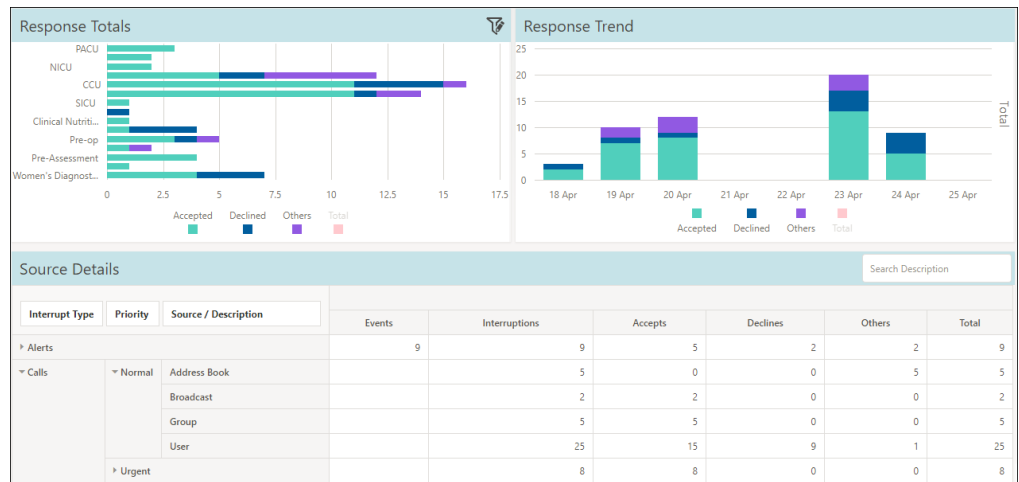 Response Totals
PACU
NICU
CCU
SICU
Clinical Nutriti...
Pre-op
Pre-Assessment
Women's Diagnost...
0 2.5 5 7.5 10 12.5 15 17.5
Accepted Declined Others Total
Response Trend
25
20
15
10
5
0
Total
18 Apr 19 Apr 20 Apr 21 Apr 22 Apr 23 Apr 24 Apr 25 Apr
Accepted Declined Others Total
Source Details
Search Description
Interrupt Type Priority Source / Description
Events Interruptions Accepts Declines Others Total
Alerts 9 9 5 2 2 9
Calls Normal Address Book 5 0 0 5 5
Broadcast 2 2 0 0 2
Group 5 5 0 0 5
User 25 15 9 1 25
Urgent 8 8 0 0 8